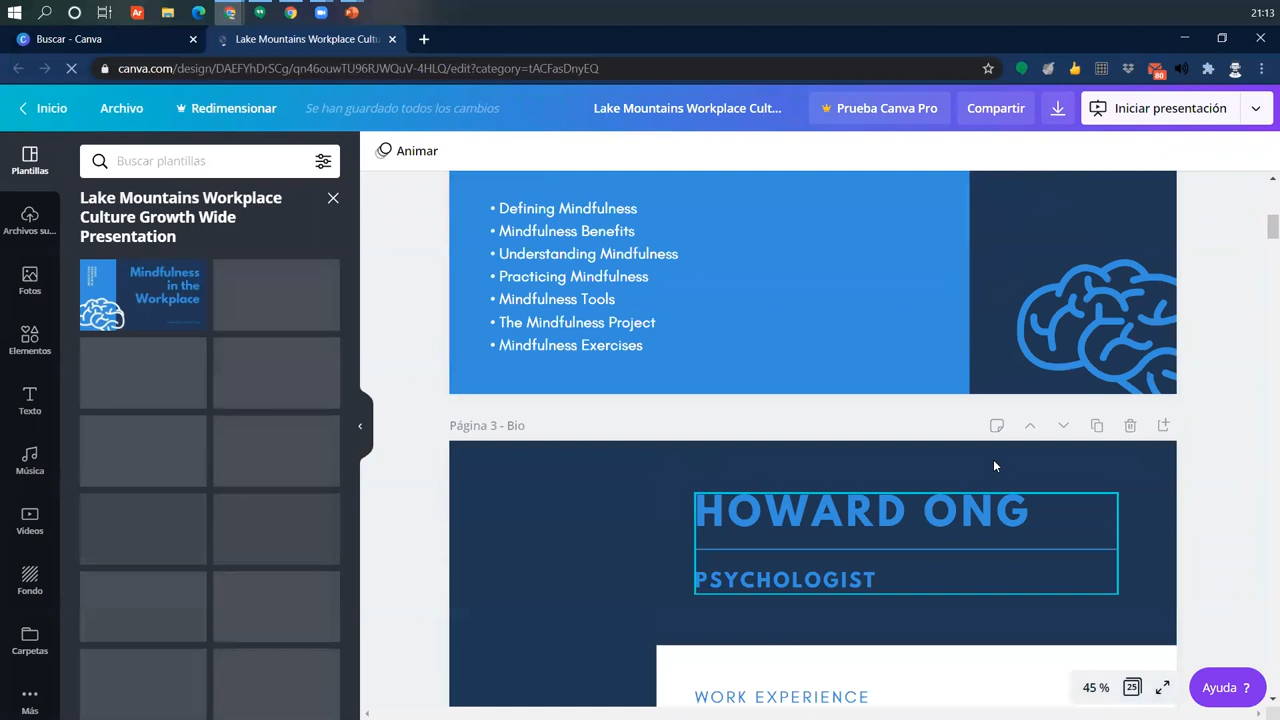 21:13
Buscar - Canva
Lake Mountains Workplace Cultu
canva.com/design/DAEFYhDrSCg/qn46ouwTU96RJWQuV-4HLQ/edit?category=tACFasDnyEQ
80
Inicio
Archivo
Redimensionar
Se han guardado todos los cambios
Lake Mountains Workplace Cult...
Prueba Canva Pro
Compartir
Iniciar presentación
Plantillas
Buscar plantillas
Animar
Lake Mountains Workplace
Culture Growth Wide
Presentation
Archivos su...
Fotos
Elementos
Texto
Música
Videos
Fondo
Carpetas
Más
Mindfulness
in the
Workplace
• Defining Mindfulness
• Mindfulness Benefits
• Understanding Mindfulness
• Practicing Mindfulness
• Mindfulness Tools
• The Mindfulness Project
• Mindfulness Exercises
Página 3 - Bio
HOWARD ONG
PSYCHOLOGIST
WORK EXPERIENCE
45 %
25
Ayuda ?